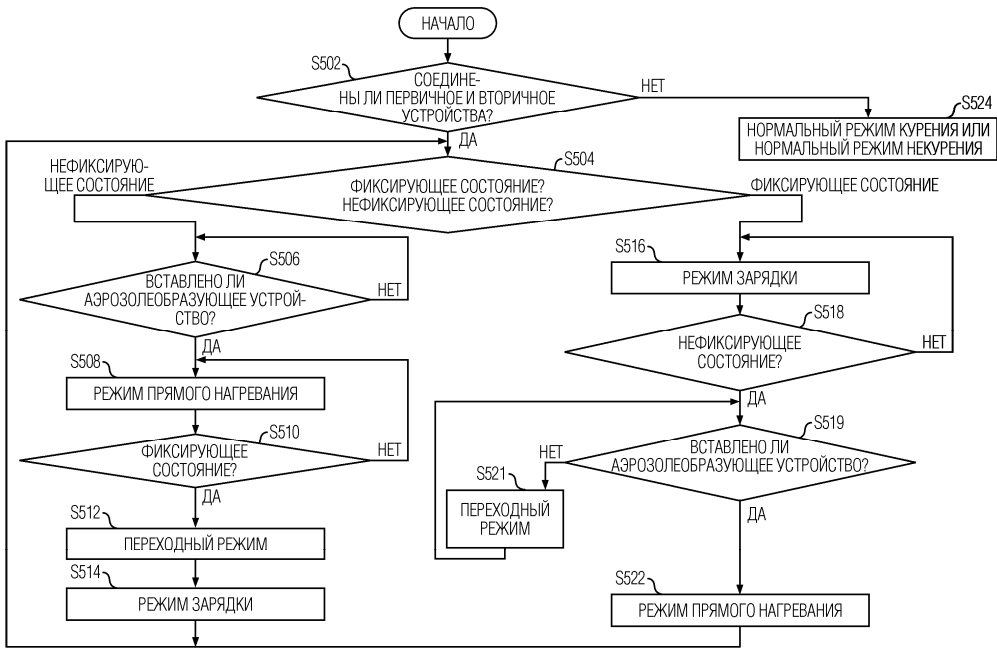 НАЧАЛО
S502
СОЕДИНЕ-
НЫ ЛИ ПЕРВИЧНОЕ И ВТОРИЧНОЕ
УСТРОЙСТВА?
НЕТ
S524
НОРМАЛЬНЫЙ РЕЖИМ КУРЕНИЯ ИЛИ
НОРМАЛЬНЫЙ РЕЖИМ НЕКУРЕНИЯ
ДА
S504
НЕФИКСИРУЮ-
ЩЕЕ СОСТОЯНИЕ
ФИКСИРУЮЩЕЕ СОСТОЯНИЕ?
НЕФИКСИРУЮЩЕЕ СОСТОЯНИЕ?
ФИКСИРУЮЩЕЕ СОСТОЯНИЕ
S506
ВСТАВЛЕНО ЛИ
АЭРОЗОЛЕОБРАЗУЮЩЕЕ УСТРОЙ-
СТВО?
НЕТ
ДА
S508
РЕЖИМ ПРЯМОГО НАГРЕВАНИЯ
S510
ФИКСИРУЮЩЕЕ
СОСТОЯНИЕ?
НЕТ
ДА
S512
ПЕРЕХОДНЫЙ РЕЖИМ
S514
РЕЖИМ ЗАРЯДКИ
S516
РЕЖИМ ЗАРЯДКИ
S518
НЕФИКСИРУЮЩЕЕ
СОСТОЯНИЕ?
НЕТ
ДА
S519
ВСТАВЛЕНО ЛИ
АЭРОЗОЛЕОБРАЗУЮЩЕЕ УСТРОЙСТВО?
НЕТ
S521
ПЕРЕХОДНЫЙ
РЕЖИМ
ДА
S522
РЕЖИМ ПРЯМОГО НАГРЕВАНИЯ